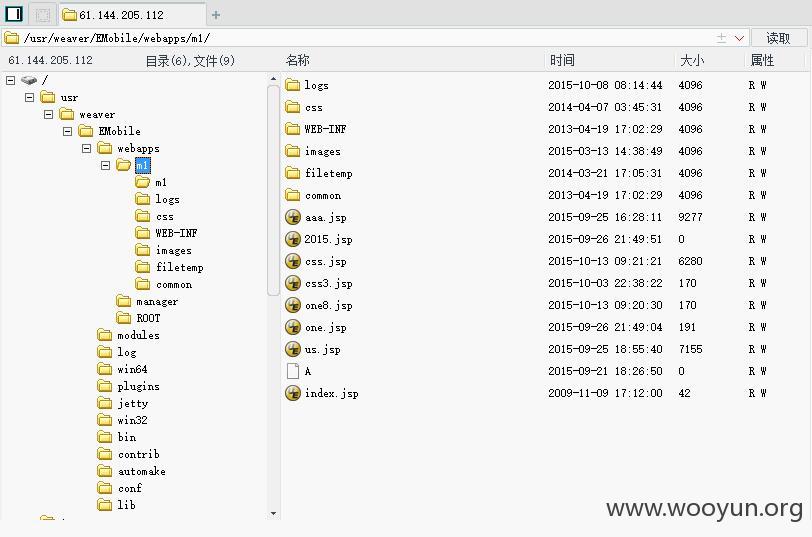 61.144.205.112
/usr/weaver/EMobile/webapps/m1/
读取
61.144.205.112 目录(6),文件(9)
名称 时间 大小 属性
/
usr
weaver
EMobile
webapps
m1
m1
logs
css
WEB-INF
images
filetemp
common
manager
ROOT
modules
log
win64
plugins
jetty
win32
bin
contrib
automake
conf
lib
logs 2015-10-08 08:14:44 4096 R W
css 2014-04-07 03:45:31 4096 R W
WEB-INF 2013-04-19 17:02:29 4096 R W
images 2015-03-13 14:38:49 4096 R W
filetemp 2014-03-21 17:05:31 4096 R W
common 2013-04-19 17:02:29 4096 R W
aaa.jsp 2015-09-25 16:28:11 9277 R W
2015.jsp 2015-09-26 21:49:51 0 R W
css.jsp 2015-10-13 09:21:21 6280 R W
css3.jsp 2015-10-03 22:38:22 170 R W
one8.jsp 2015-10-13 09:20:30 170 R W
one.jsp 2015-09-26 21:49:04 191 R W
us.jsp 2015-09-25 18:55:40 7155 R W
A 2015-09-21 18:26:50 0 R W
index.jsp 2009-11-09 17:12:00 42 R W
www.wooyun.org